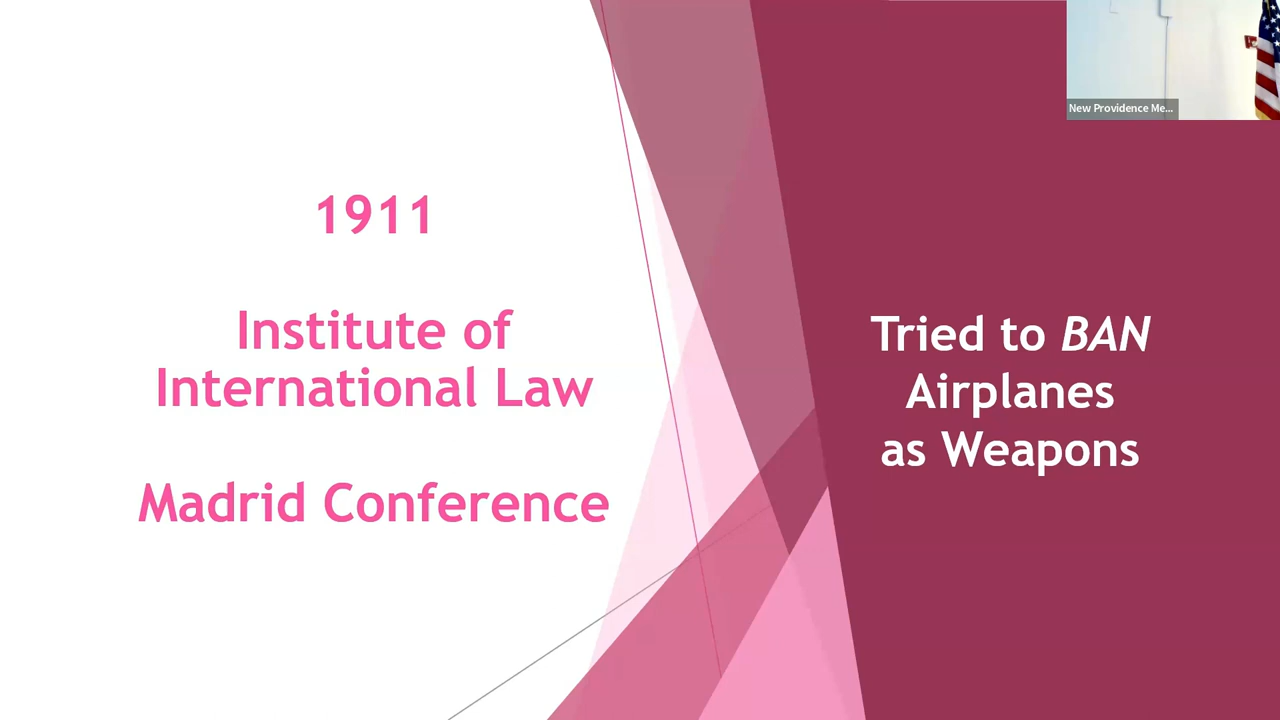 1911
Institute of
International Law
Madrid Conference
Tried to BAN
Airplanes
as Weapons
New Providence Me...